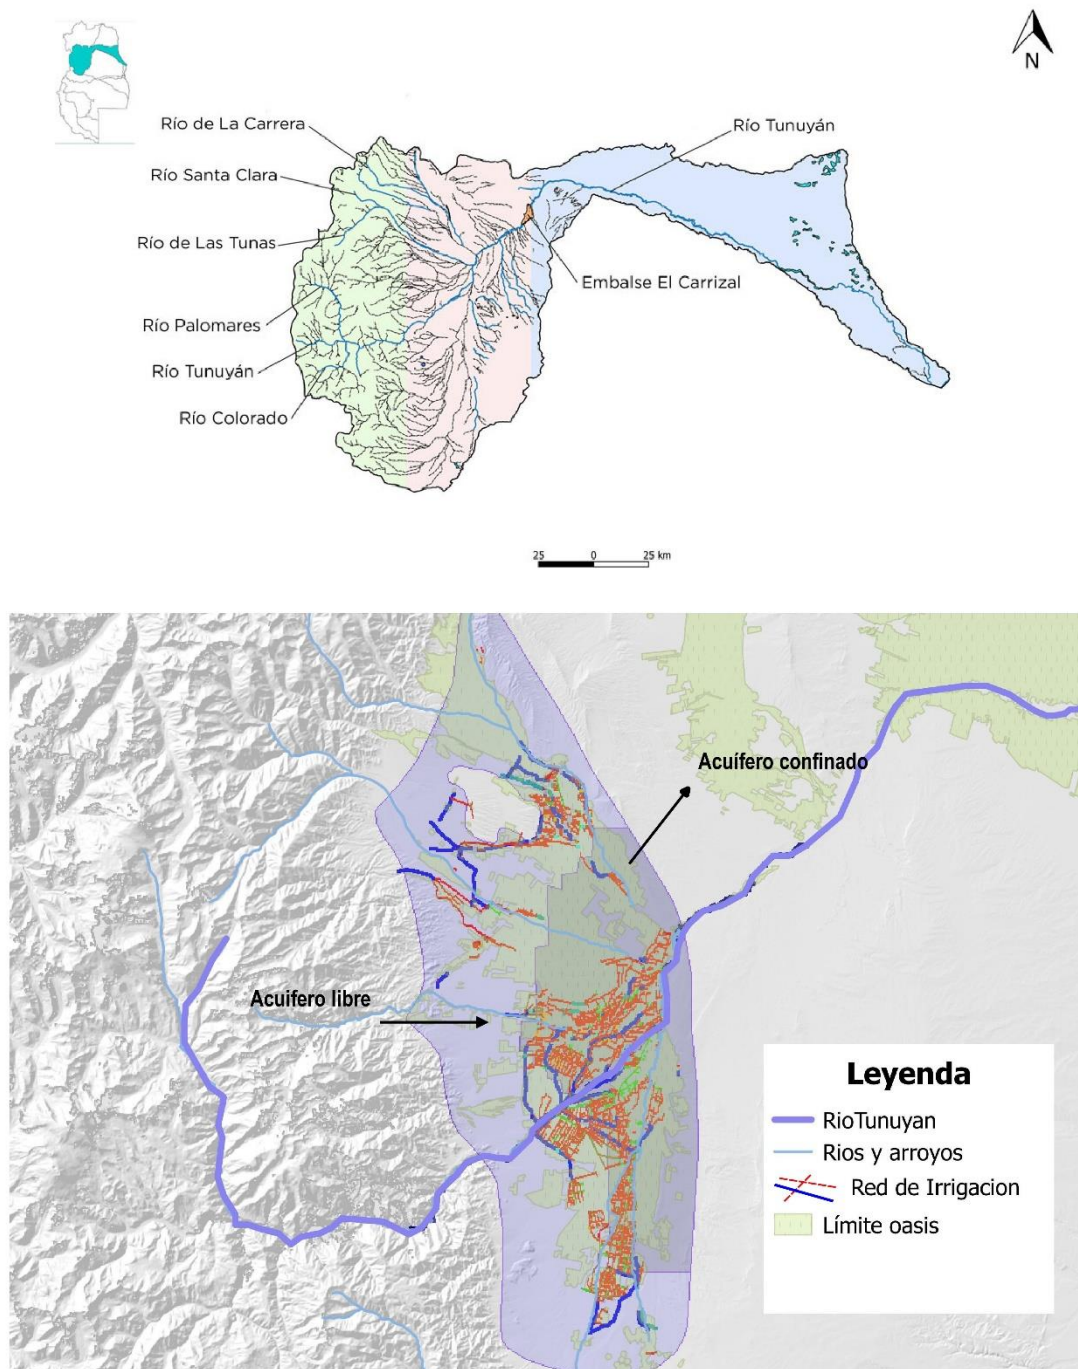 N
Río de La Carrera
Río Tunuyán
Río Santa Clara
Río de Las Tunas
Embalse El Carrizal
Río Palomares
Río Tunuyán
Río Colorado
25 0 25 km
Acuífero confinado
Acuifero libre
Leyenda
RioTunuyan
Rios y arroyos
Red de Irrigacion
Límite oasis